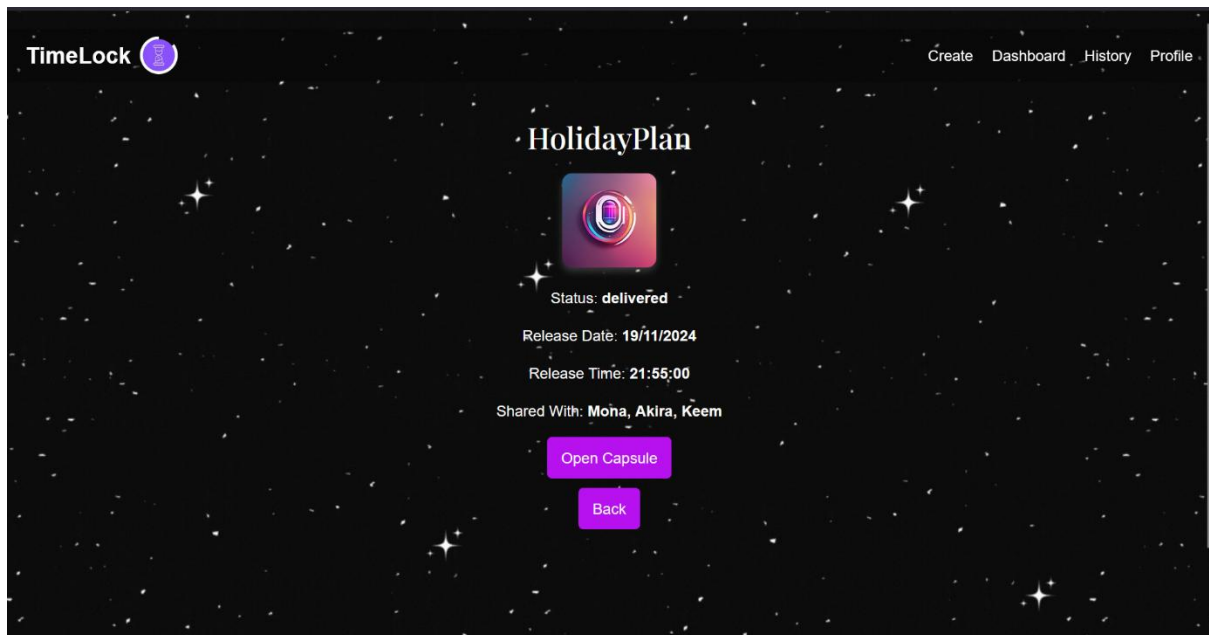 TimeLock
Create Dashboard History Profile
HolidayPlan
Status: delivered
Release Date: 19/11/2024
Release Time: 21:55:00
Shared With: Mona, Akira, Keem
Open Capsule
Back